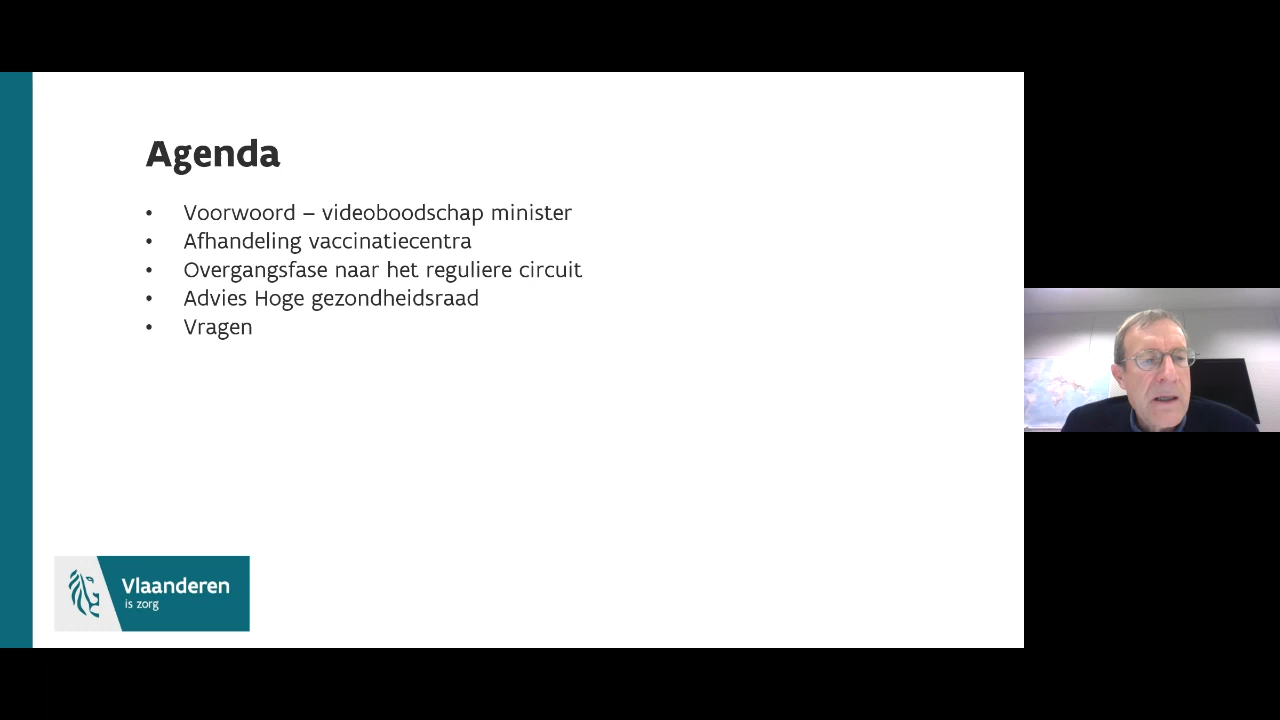 Agenda
• Voorwoord – videoboodschap minister
• Afhandeling vaccinatiecentra
• Overgangsfase naar het reguliere circuit
• Advies Hoge gezondheidsraad
• Vragen
Vlaanderen
is zorg